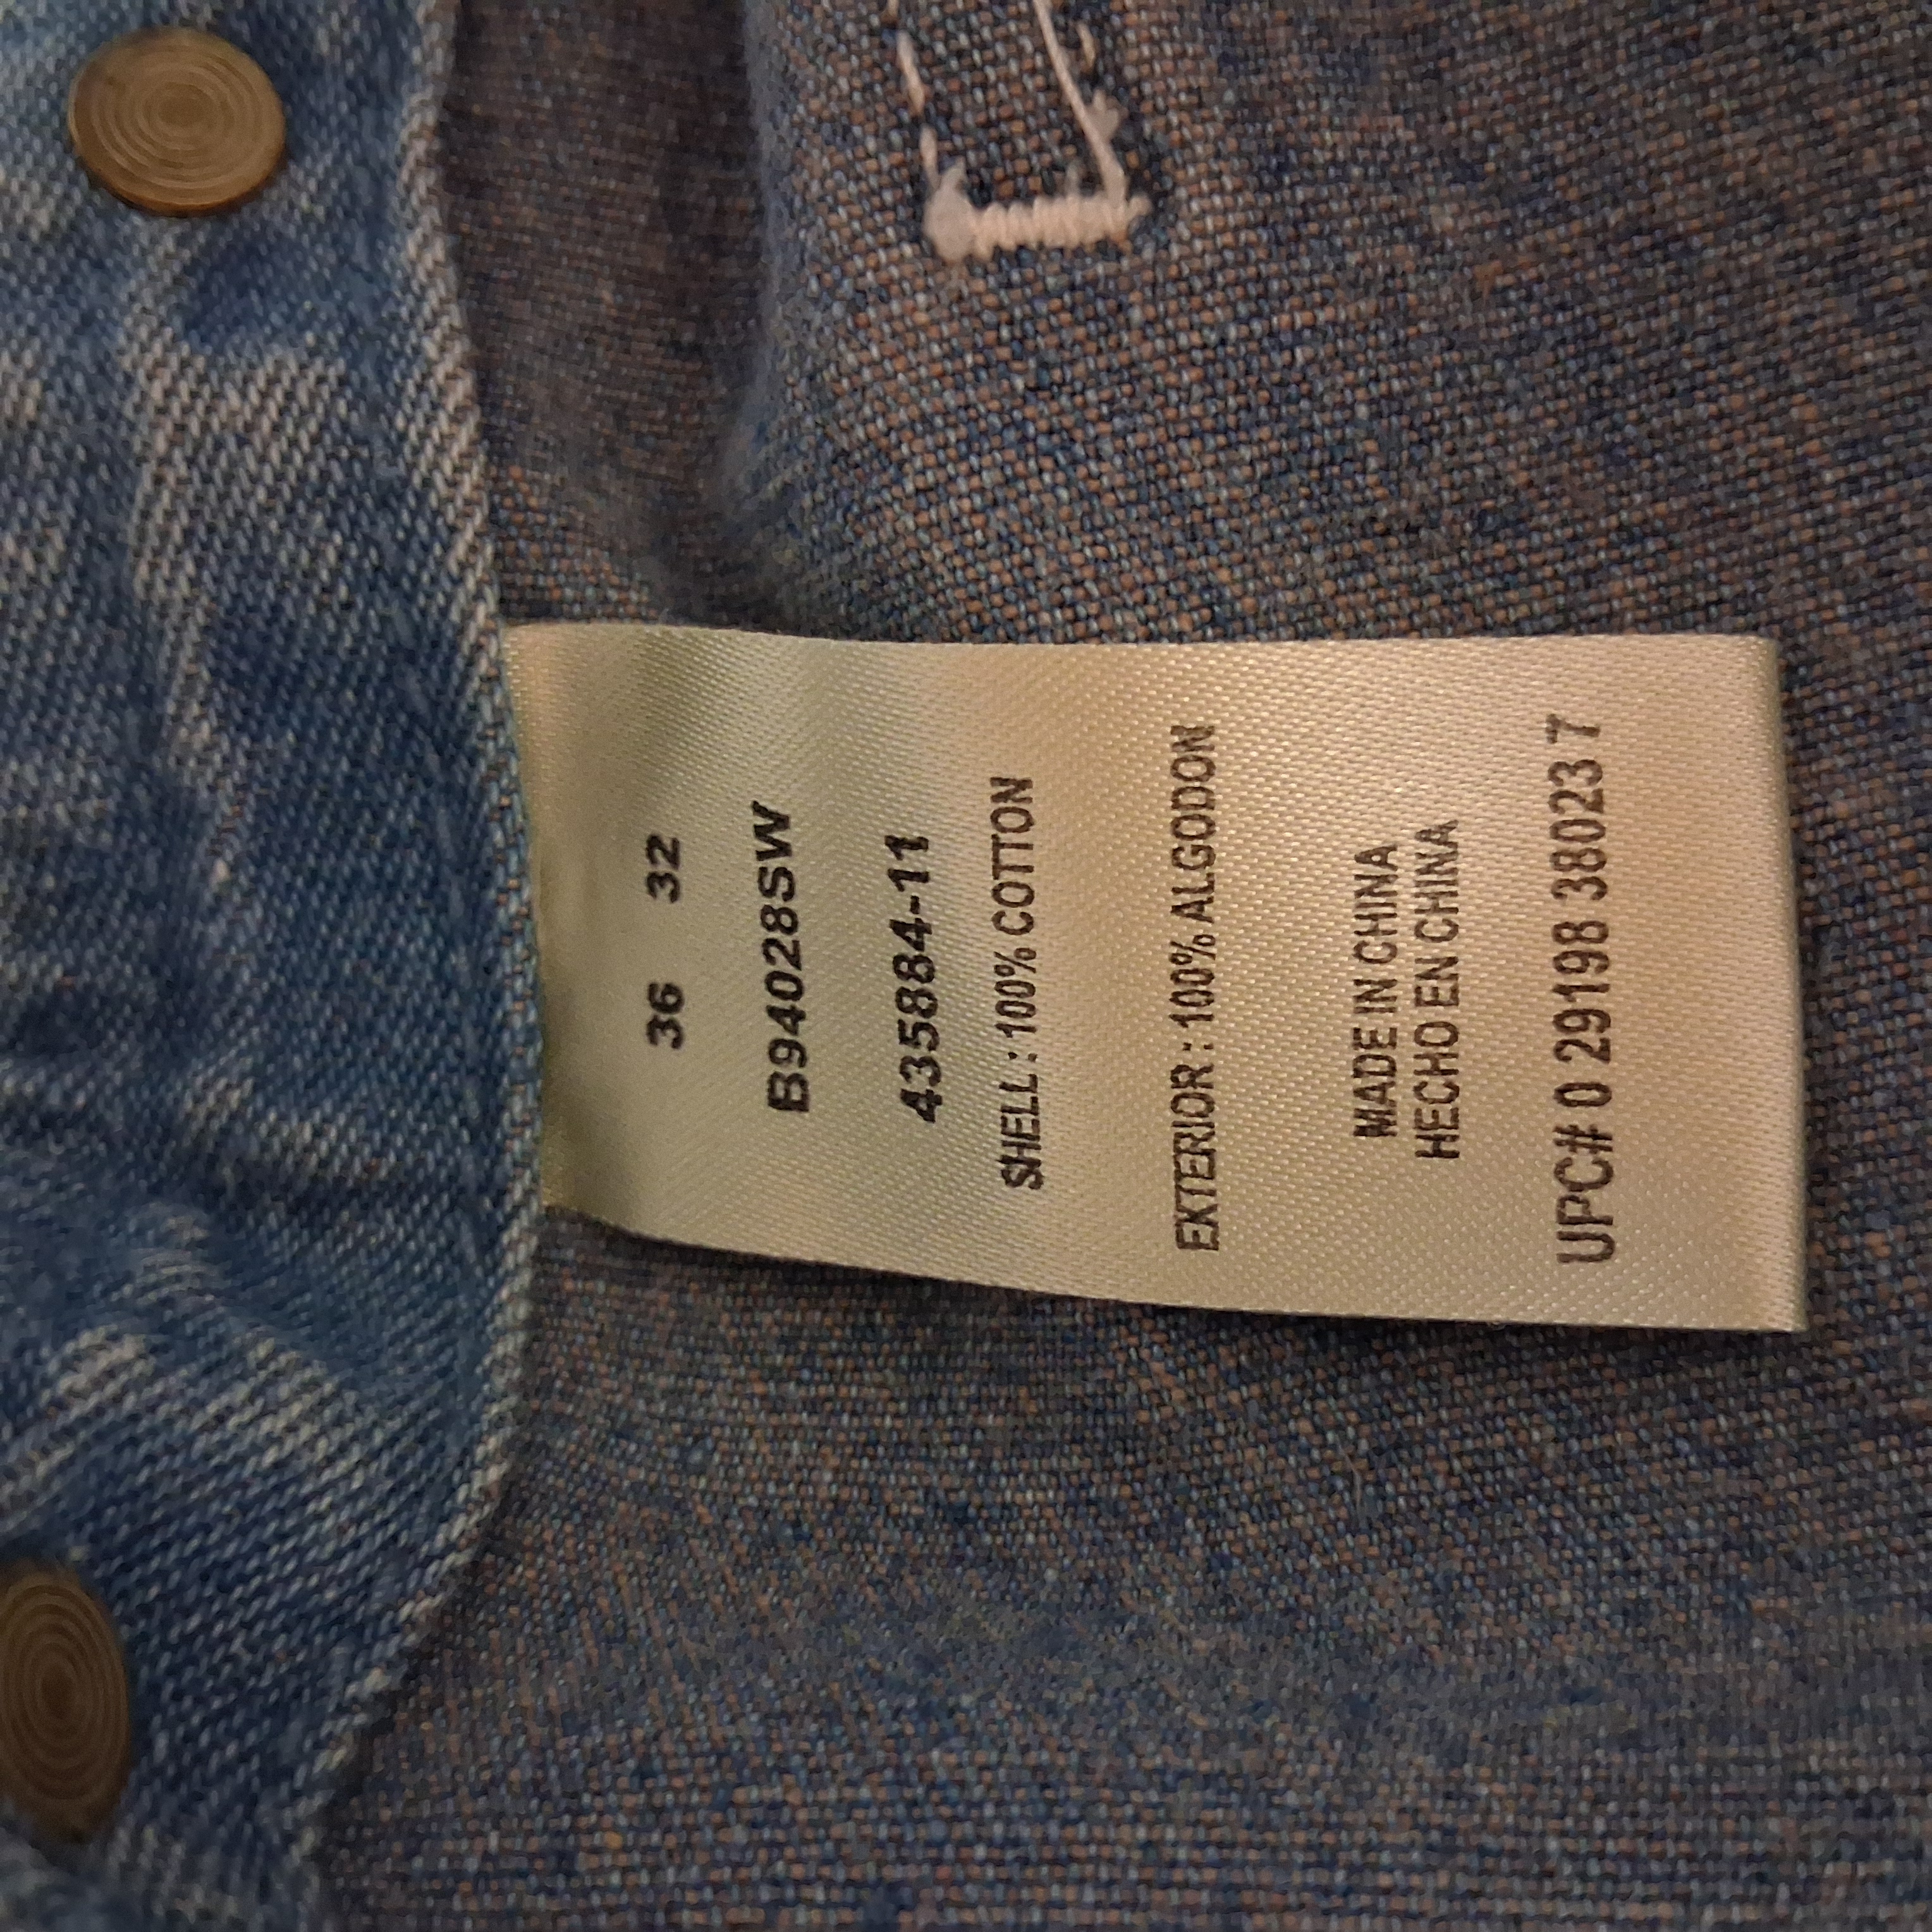 36 32
B94028SW
435884-11
SHELL : 100% COTTON
EXTERIOR : 100% ALGODON
MADE IN CHINA
HECHO EN CHINA
UPC# 0 29198 38023 7